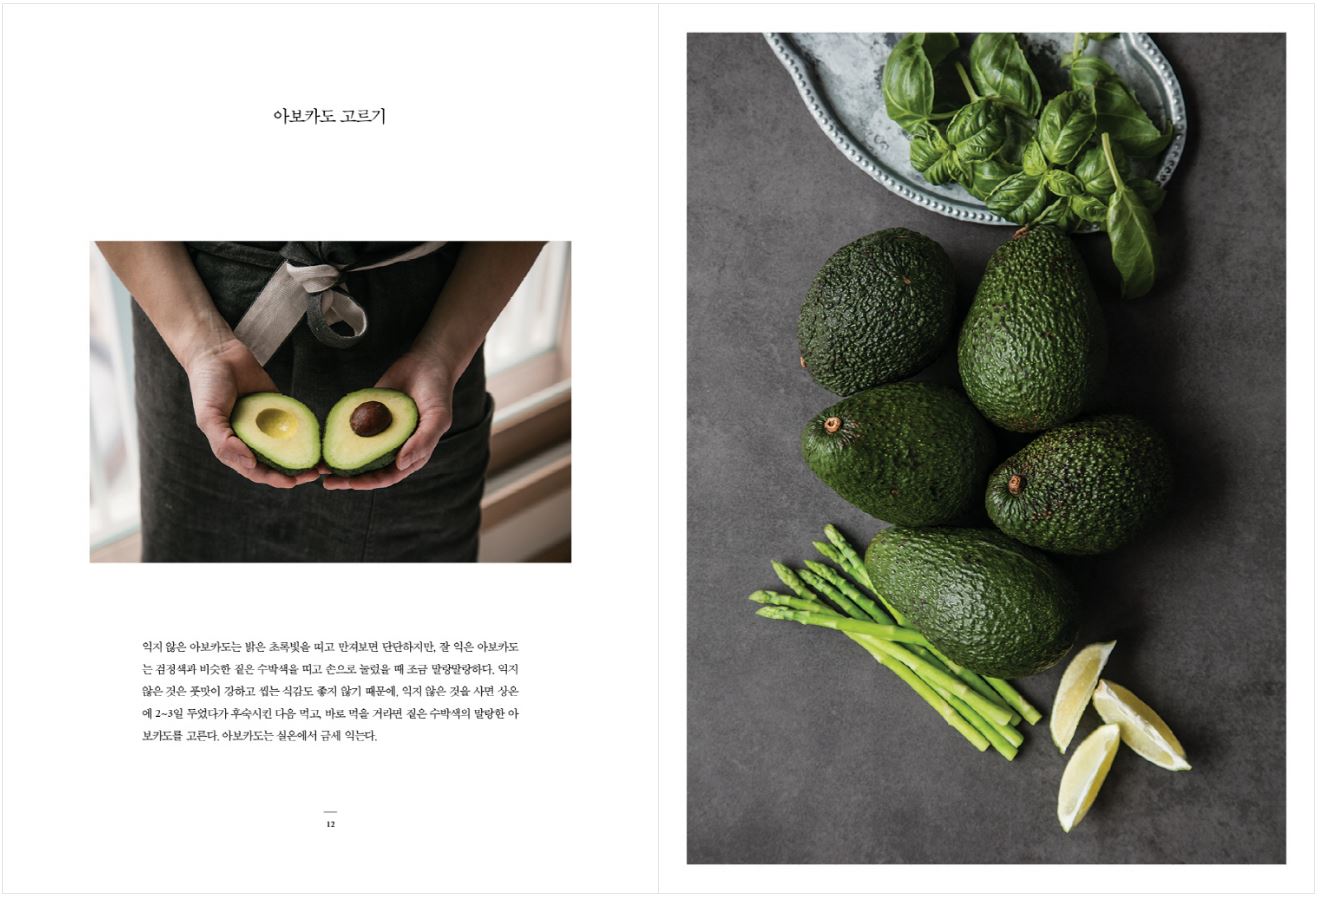 아보카도 고르기
익지 않은 아보카도는 밝은 초록빛을 띠고 만져보면 단단하지만, 잘 익은 아보카도
는 검정색과 비슷한 짙은 수박색을 띠고 손으로 눌렀을 때 조금 말랑말랑하다. 익지
않은 것은 풋맛이 강하고 씹는 식감도 좋지 않기 때문에, 익지 않은 것을 사면 상온
에 2~3일 두었다가 후숙시킨 다음 먹고, 바로 먹을 거라면 짙은 수박색의 말랑한 아
보카도를 고른다. 아보카도는 실온에서 금세 익는다.
12